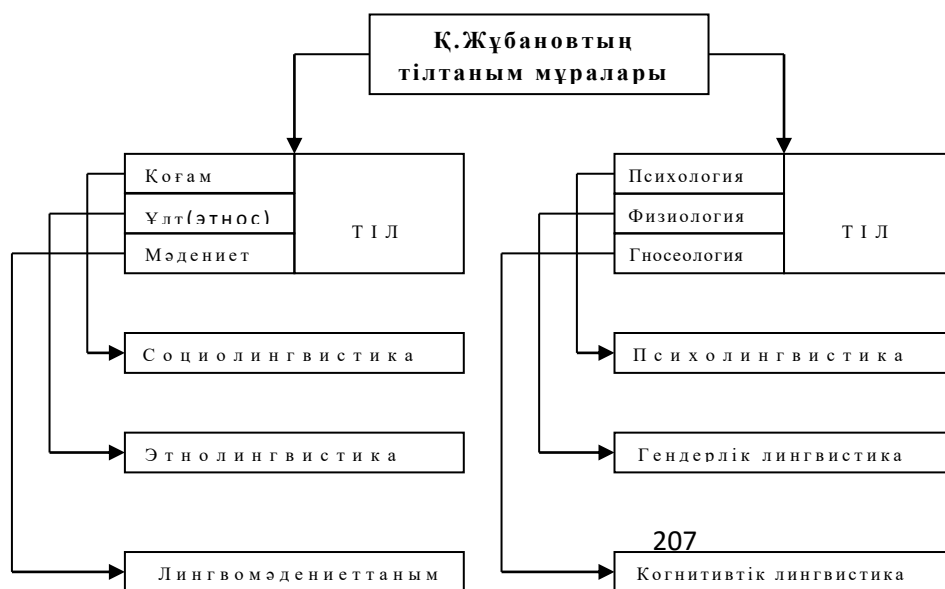 Қ.Жұбановтың
тілтаным мұралары
Қоғам
Ұлт(этнос)
Мәдениет
ТІЛ
Психология
Физиология
Гносеология
ТІЛ
Социолингвистика
Психолингвистика
Этнолингвистика
Гендерлік лингвистика
207
Лингвомәдениеттаным
Когнитивтік лингвистика